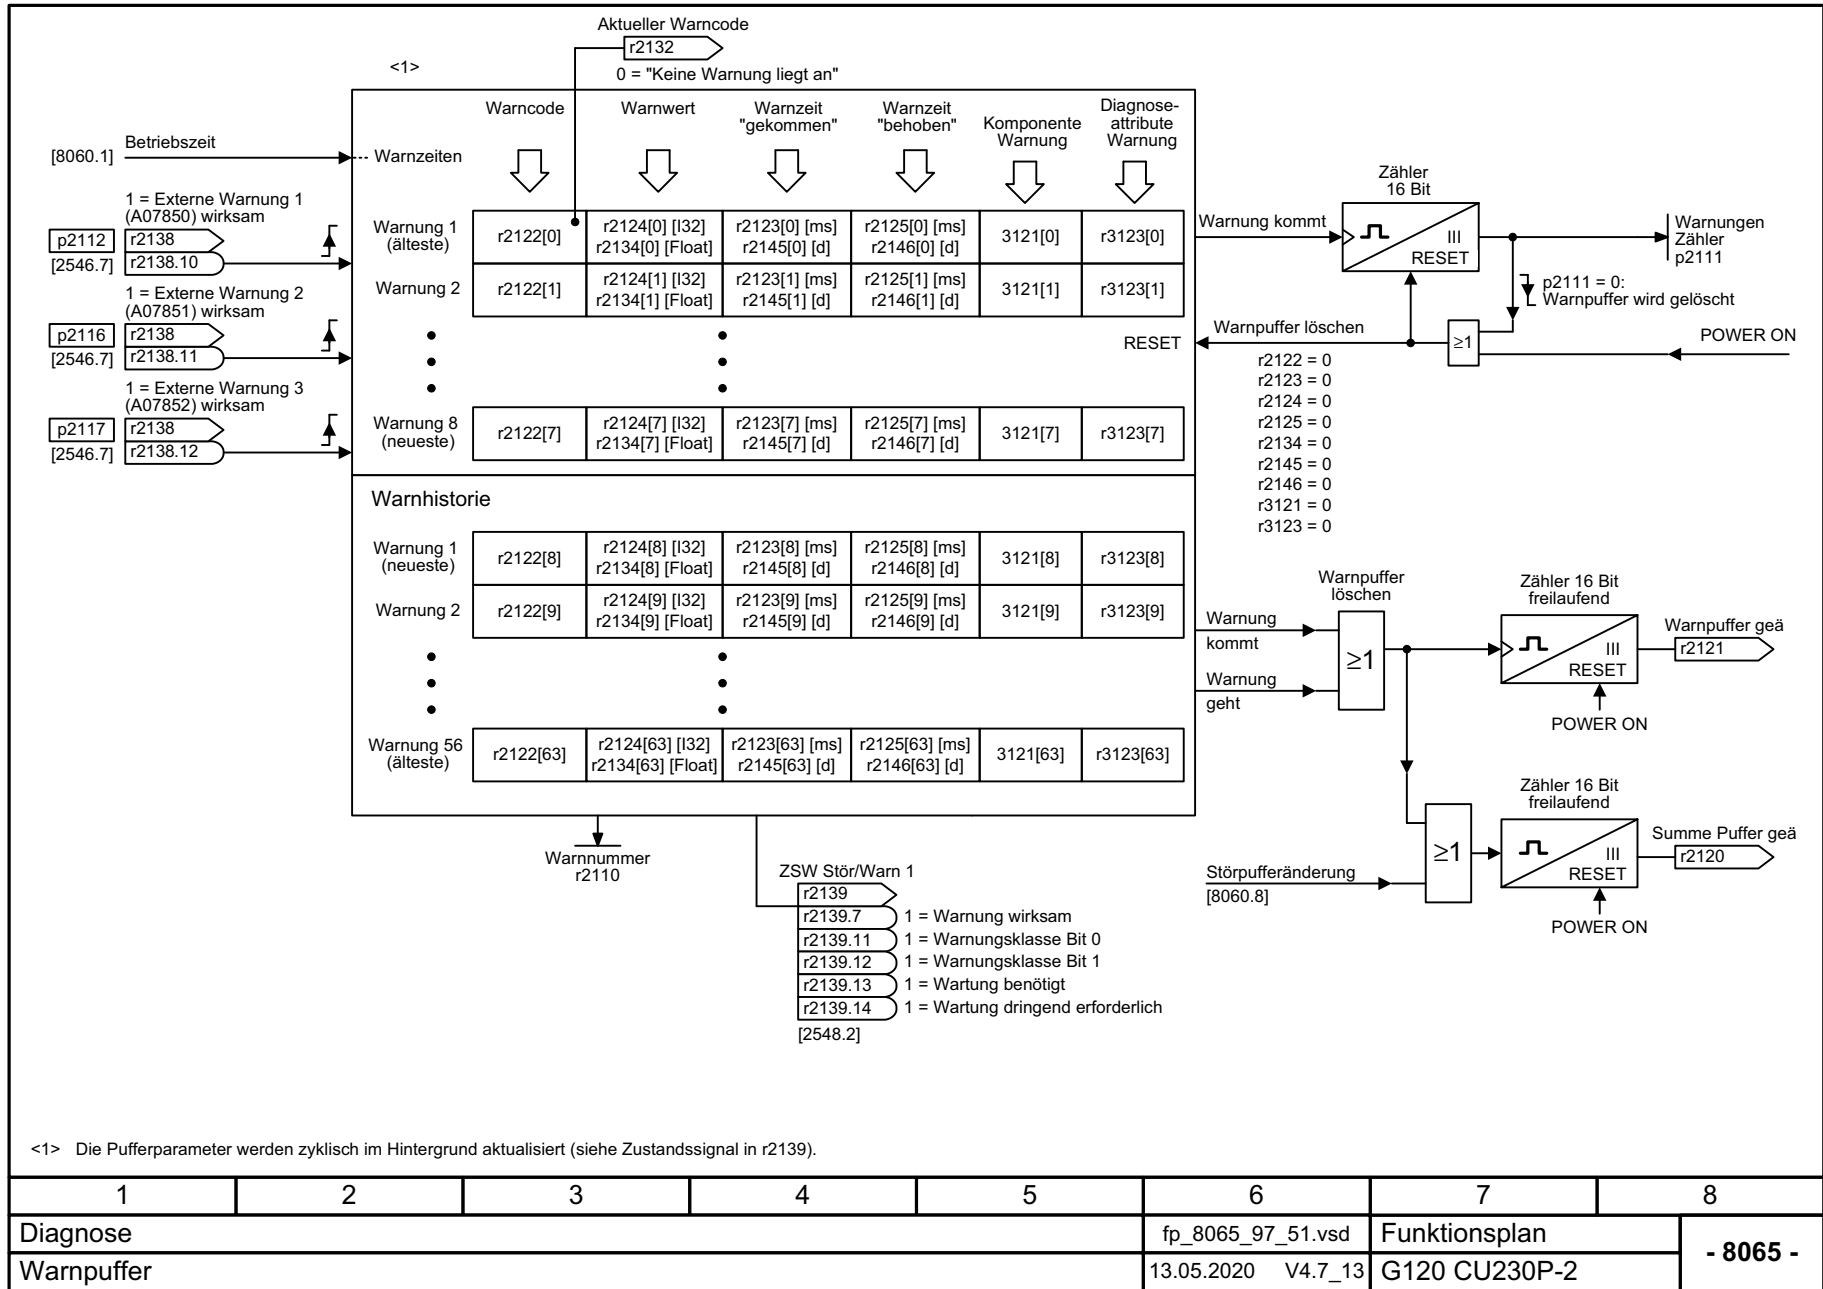 Aktueller Warncode
r2132
0 = "Keine Warnung liegt an"
<1>
Warncode
Warnwert
Warnzeit
"gekommen"
Warnzeit
"behoben"
Komponente
Warnung
Diagnose-
attribute
Warnung
[8060.1]
Betriebszeit
Warnzeiten
1 = Externe Warnung 1
(A07850) wirksam
p2112
r2138
[2546.7]
r2138.10
1 = Externe Warnung 2
(A07851) wirksam
p2116
r2138
[2546.7]
r2138.11
1 = Externe Warnung 3
(A07852) wirksam
p2117
r2138
[2546.7]
r2138.12
Warnung 1
(älteste)
r2122[0]
r2124[0] [I32]
r2134[0] [Float]
r2123[0] [ms]
r2145[0] [d]
r2125[0] [ms]
r2146[0] [d]
3121[0]
r3123[0]
Warnung 2
r2122[1]
r2124[1] [I32]
r2134[1] [Float]
r2123[1] [ms]
r2145[1] [d]
r2125[1] [ms]
r2146[1] [d]
3121[1]
r3123[1]
RESET
Warnung 8
(neueste)
r2122[7]
r2124[7] [I32]
r2134[7] [Float]
r2123[7] [ms]
r2145[7] [d]
r2125[7] [ms]
r2146[7] [d]
3121[7]
r3123[7]
Warnung kommt
Zähler
16 Bit
III
RESET
Warnungen
Zähler
p2111
p2111 = 0:
Warnpuffer wird gelöscht
Warnpuffer löschen
≥1
POWER ON
r2122 = 0
r2123 = 0
r2124 = 0
r2125 = 0
r2134 = 0
r2145 = 0
r2146 = 0
r3121 = 0
r3123 = 0
Warnhistorie
Warnung 1
(neueste)
r2122[8]
r2124[8] [I32]
r2134[8] [Float]
r2123[8] [ms]
r2145[8] [d]
r2125[8] [ms]
r2146[8] [d]
3121[8]
r3123[8]
Warnung 2
r2122[9]
r2124[9] [I32]
r2134[9] [Float]
r2123[9] [ms]
r2145[9] [d]
r2125[9] [ms]
r2146[9] [d]
3121[9]
r3123[9]
Warnung 56
(älteste)
r2122[63]
r2124[63] [I32]
r2134[63] [Float]
r2123[63] [ms]
r2145[63] [d]
r2125[63] [ms]
r2146[63] [d]
3121[63]
r3123[63]
Warnung
kommt
Warnung
geht
Warnpuffer
löschen
≥1
Zähler 16 Bit
freilaufend
III
RESET
POWER ON
Warnpuffer geä
r2121
Störpufferänderung
[8060.8]
≥1
Zähler 16 Bit
freilaufend
III
RESET
POWER ON
Summe Puffer geä
r2120
Warnnummer
r2110
ZSW Stör/Warn 1
r2139
r2139.7 1 = Warnung wirksam
r2139.11 1 = Warnungsklasse Bit 0
r2139.12 1 = Warnungsklasse Bit 1
r2139.13 1 = Wartung benötigt
r2139.14 1 = Wartung dringend erforderlich
[2548.2]
<1> Die Pufferparameter werden zyklisch im Hintergrund aktualisiert (siehe Zustandssignal in r2139).
1 2 3 4 5 6 7 8
Diagnose
fp_8065_97_51.vsd
Funktionsplan
- 8065 -
Warnpuffer
13.05.2020 V4.7_13
G120 CU230P-2